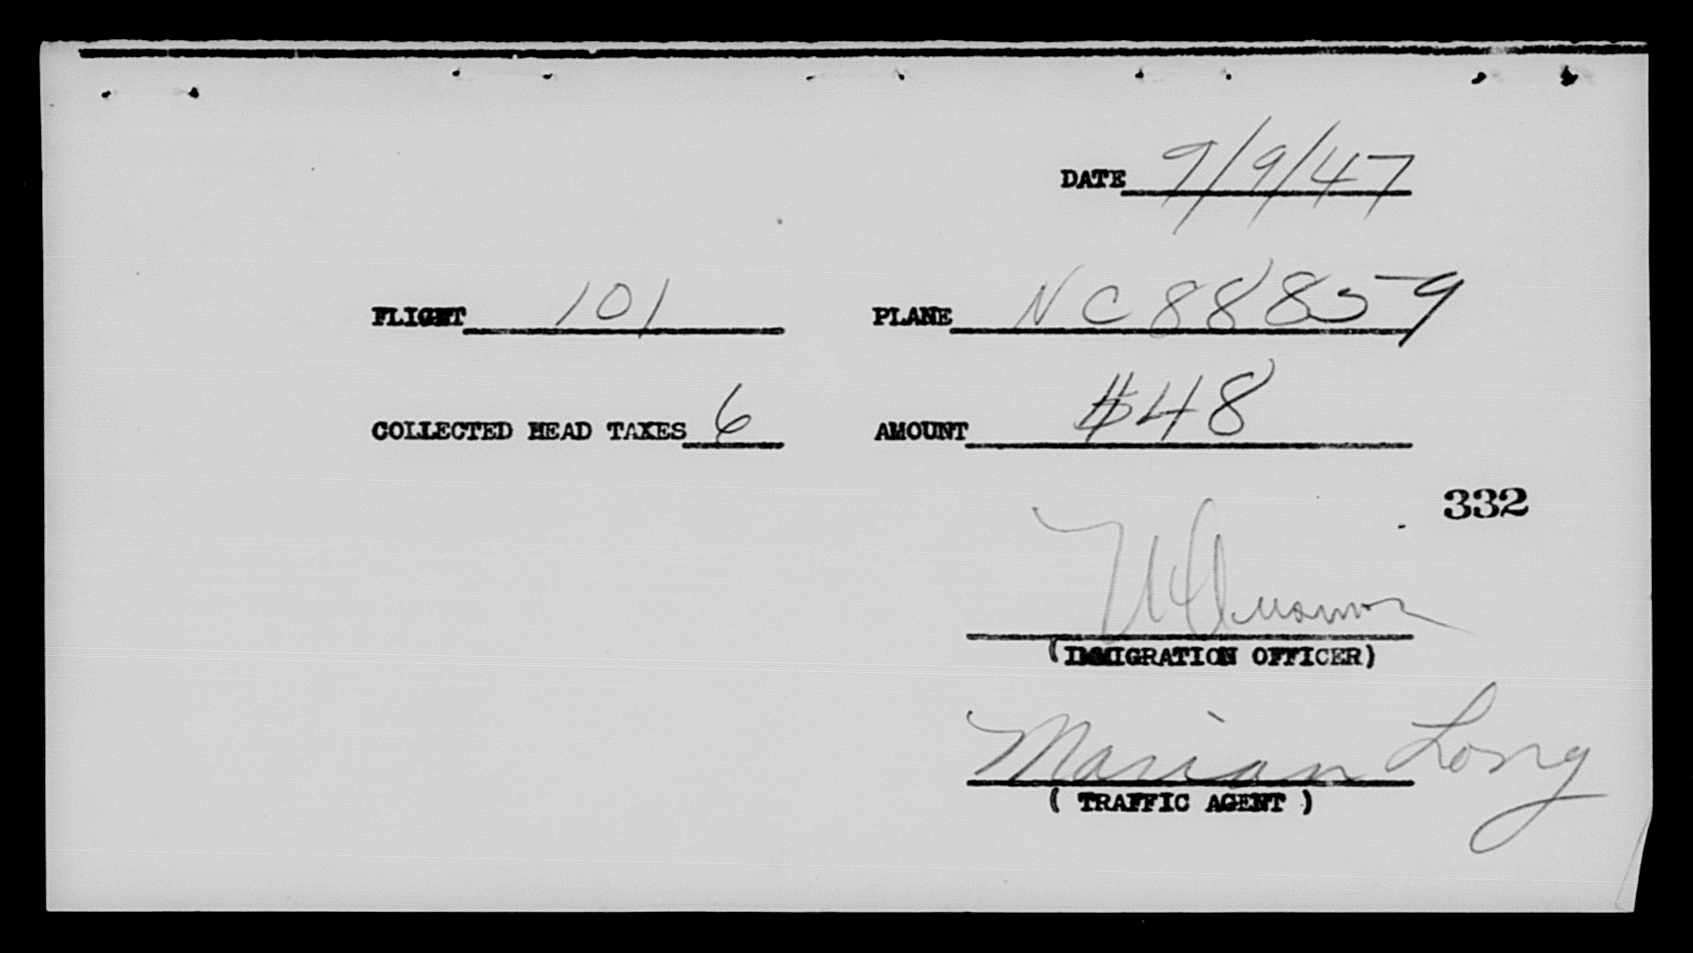 DATE 9/9/47
FLIGHT 101 PLANE NC88859
COLLECTED HEAD TAXES 6 AMOUNT $48
332
(IMMIGRATION OFFICER)
Marian Long
( TRAFFIC AGENT )